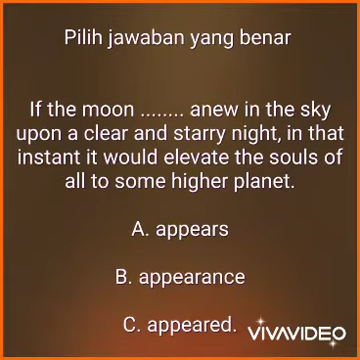 Pilih jawaban yang benar
If the moon ........ anew in the sky
upon a clear and starry night, in that
instant it would elevate the souls of
all to some higher planet.
A. appears
B. appearance
C. appeared.
VIVAVIDEO